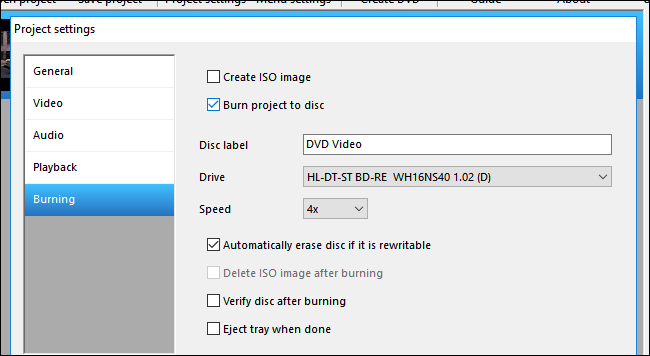 Save project Project settings Menu settings Create DVD Guide About
Project settings
General
Video
Audio
Playback
Burning
Create ISO image
Burn project to disc
Disc label DVD Video
Drive HL-DT-ST BD-RE WH16NS40 1.02 (D)
Speed 4x
Automatically erase disc if it is rewritable
Delete ISO image after burning
Verify disc after burning
Eject tray when done